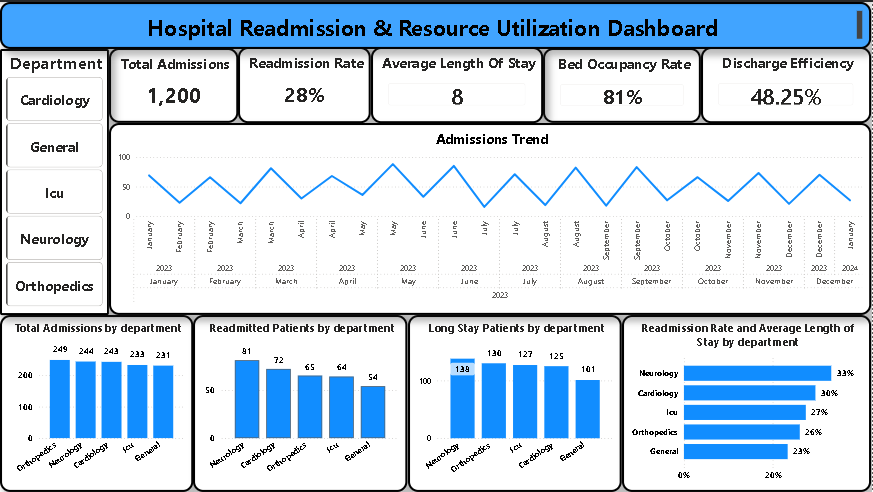 Hospital Readmission & Resource Utilization Dashboard
Department
Cardiology
General
Icu
Neurology
Orthopedics
Total Admissions
1,200
Readmission Rate
28%
Average Length Of Stay
8
Bed Occupancy Rate
81%
Discharge Efficiency
48.25%
Admissions Trend
100
50
0
January February February March March April April May May June June July July August August September September October October November November December December January
2023 2023 2023 2023 2023 2023 2023 2023 2023 2023 2023 2023 2024
January February March April May June July August September October November December
2023
Total Admissions by department
249 244 243 233 231
200
100
0
Orthopedics Neurology Cardiology Icu General
Readmitted Patients by department
81 72 65 64 54
50
0
Neurology Cardiology Orthopedics Icu General
Long Stay Patients by department
138 130 127 125 101
100
0
Neurology Orthopedics Icu Cardiology General
Readmission Rate and Average Length of
Stay by department
Neurology 33%
Cardiology 30%
Icu 27%
Orthopedics 26%
General 23%
0% 20%